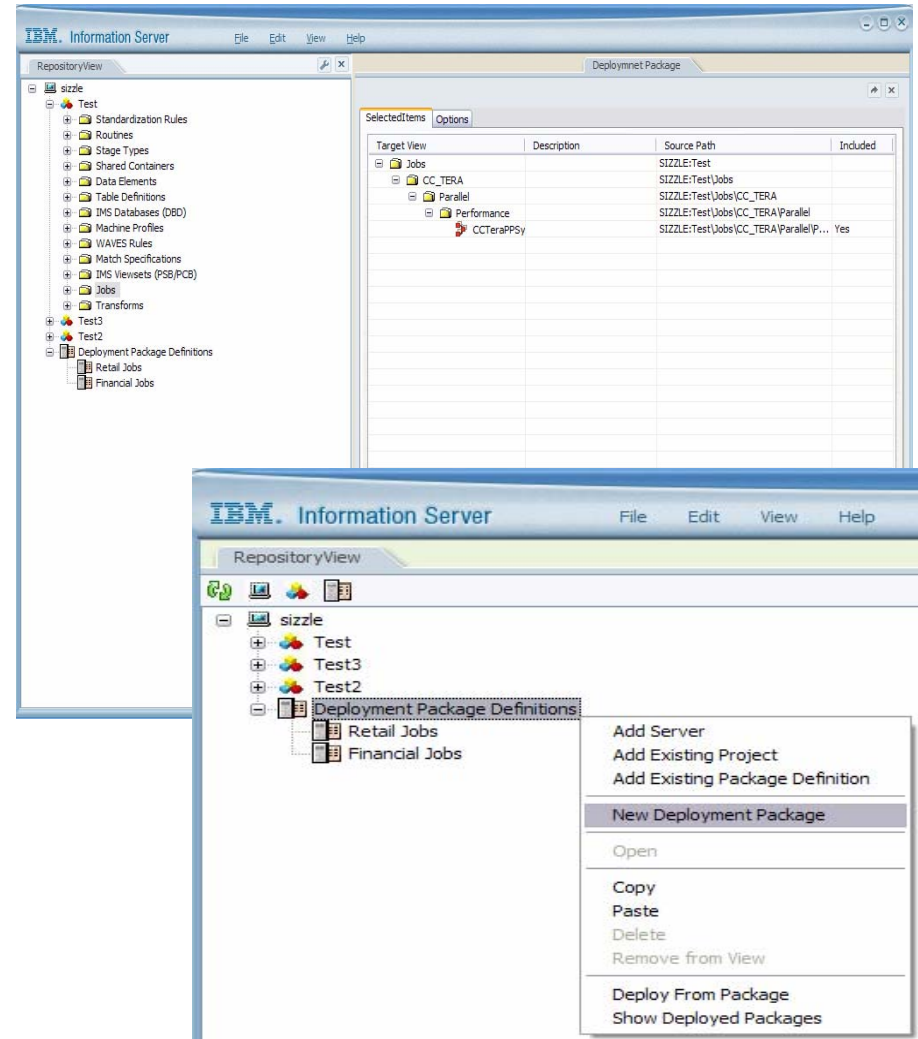 IBM. Information Server File Edit View Help
RepositoryView
sizzle
Test
Standardization Rules
Routines
Stage Types
Shared Containers
Data Elements
Table Definitions
IMS Databases (DBD)
Machine Profiles
WAVES Rules
Match Specifications
IMS Viewsets (PSB/PCB)
Jobs
Transforms
Test3
Test2
Deployment Package Definitions
Retail Jobs
Financial Jobs
Deploymnet Package
SelectedItems Options
Target View Description Source Path Included
Jobs SIZZLE:Test
CC_TERA SIZZLE:Test\Jobs
Parallel SIZZLE:Test\Jobs\CC_TERA
Performance SIZZLE:Test\Jobs\CC_TERA\Parallel
CCTeraPPSy SIZZLE:Test\Jobs\CC_TERA\Parallel\P... Yes
IBM. Information Server File Edit View Help
RepositoryView
sizzle
Test
Test3
Test2
Deployment Package Definitions
Retail Jobs
Financial Jobs
Add Server
Add Existing Project
Add Existing Package Definition
New Deployment Package
Open
Copy
Paste
Delete
Remove from View
Deploy From Package
Show Deployed Packages